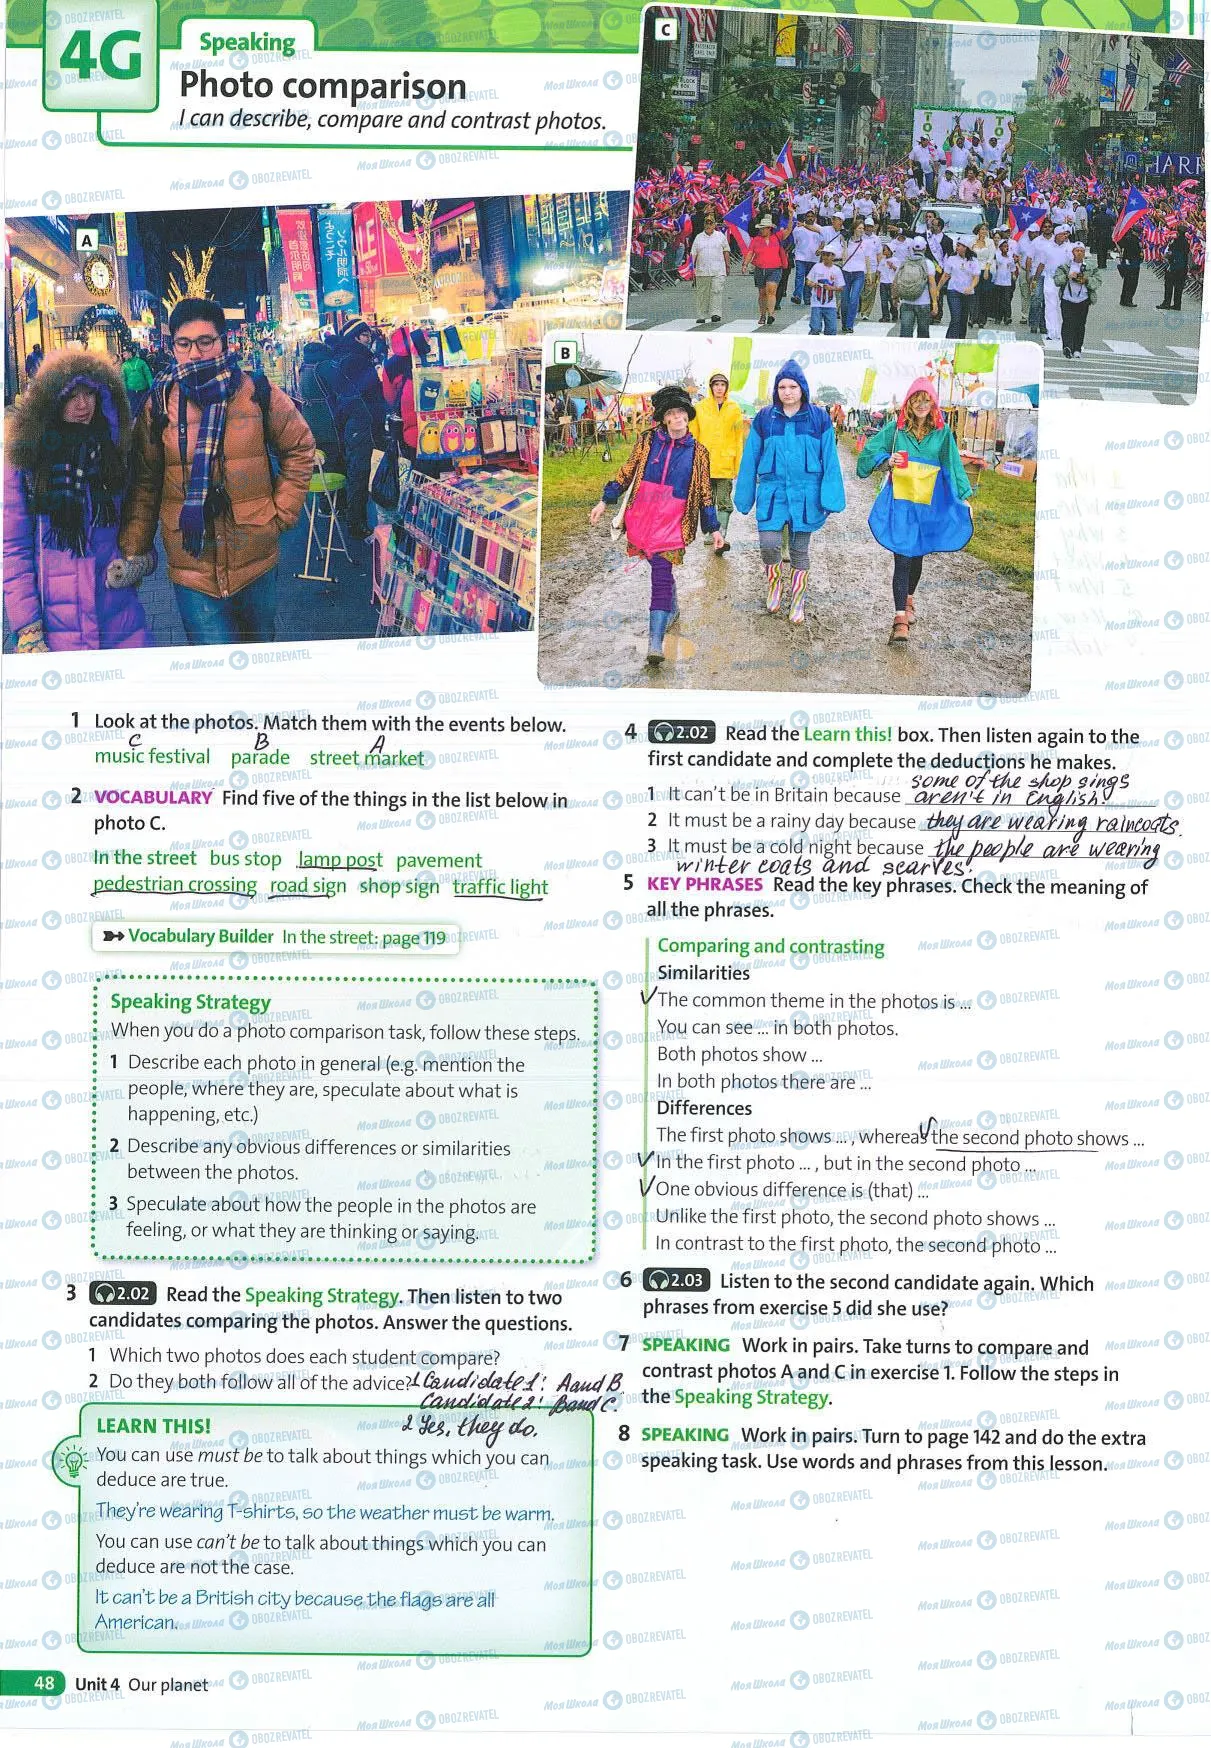 4G
Speaking
Photo comparison
I can describe, compare and contrast photos.
A
B
C
1 Look at the photos. Match them with the events below.
C B A
music festival parade street market
2 VOCABULARY Find five of the things in the list below in
photo C.
In the street bus stop lamp post pavement
pedestrian crossing road sign shop sign traffic light
Vocabulary Builder In the street: page 119
Speaking Strategy
When you do a photo comparison task, follow these steps.
1 Describe each photo in general (e.g. mention the
people, where they are, speculate about what is
happening, etc.)
2 Describe any obvious differences or similarities
between the photos.
3 Speculate about how the people in the photos are
feeling, or what they are thinking or saying.
3 2.02 Read the Speaking Strategy. Then listen to two
candidates comparing the photos. Answer the questions.
1 Which two photos does each student compare?
2 Do they both follow all of the advice?
1 Candidate 1: A and B.
Candidate 2: B and C.
2 Yes, they do.
LEARN THIS!
You can use must be to talk about things which you can
deduce are true.
They're wearing T-shirts, so the weather must be warm.
You can use can't be to talk about things which you can
deduce are not the case.
It can't be a British city because the flags are all
American.
4 2.02 Read the Learn this! box. Then listen again to the
first candidate and complete the deductions he makes.
some of the shop sings
1 It can't be in Britain because aren't in English.
2 It must be a rainy day because they are wearing raincoats.
3 It must be a cold night because the people are wearing
winter coats and scarves.
5 KEY PHRASES Read the key phrases. Check the meaning of
all the phrases.
Comparing and contrasting
Similarities
The common theme in the photos is ...
You can see ... in both photos.
Both photos show ...
In both photos there are ...
Differences
The first photo shows ... , whereas the second photo shows ...
In the first photo ... , but in the second photo ...
One obvious difference is (that) ...
Unlike the first photo, the second photo shows ...
In contrast to the first photo, the second photo ...
6 2.03 Listen to the second candidate again. Which
phrases from exercise 5 did she use?
7 SPEAKING Work in pairs. Take turns to compare and
contrast photos A and C in exercise 1. Follow the steps in
the Speaking Strategy.
8 SPEAKING Work in pairs. Turn to page 142 and do the extra
speaking task. Use words and phrases from this lesson.
48 Unit 4 Our planet
Моя Школа OBOZREVATEL